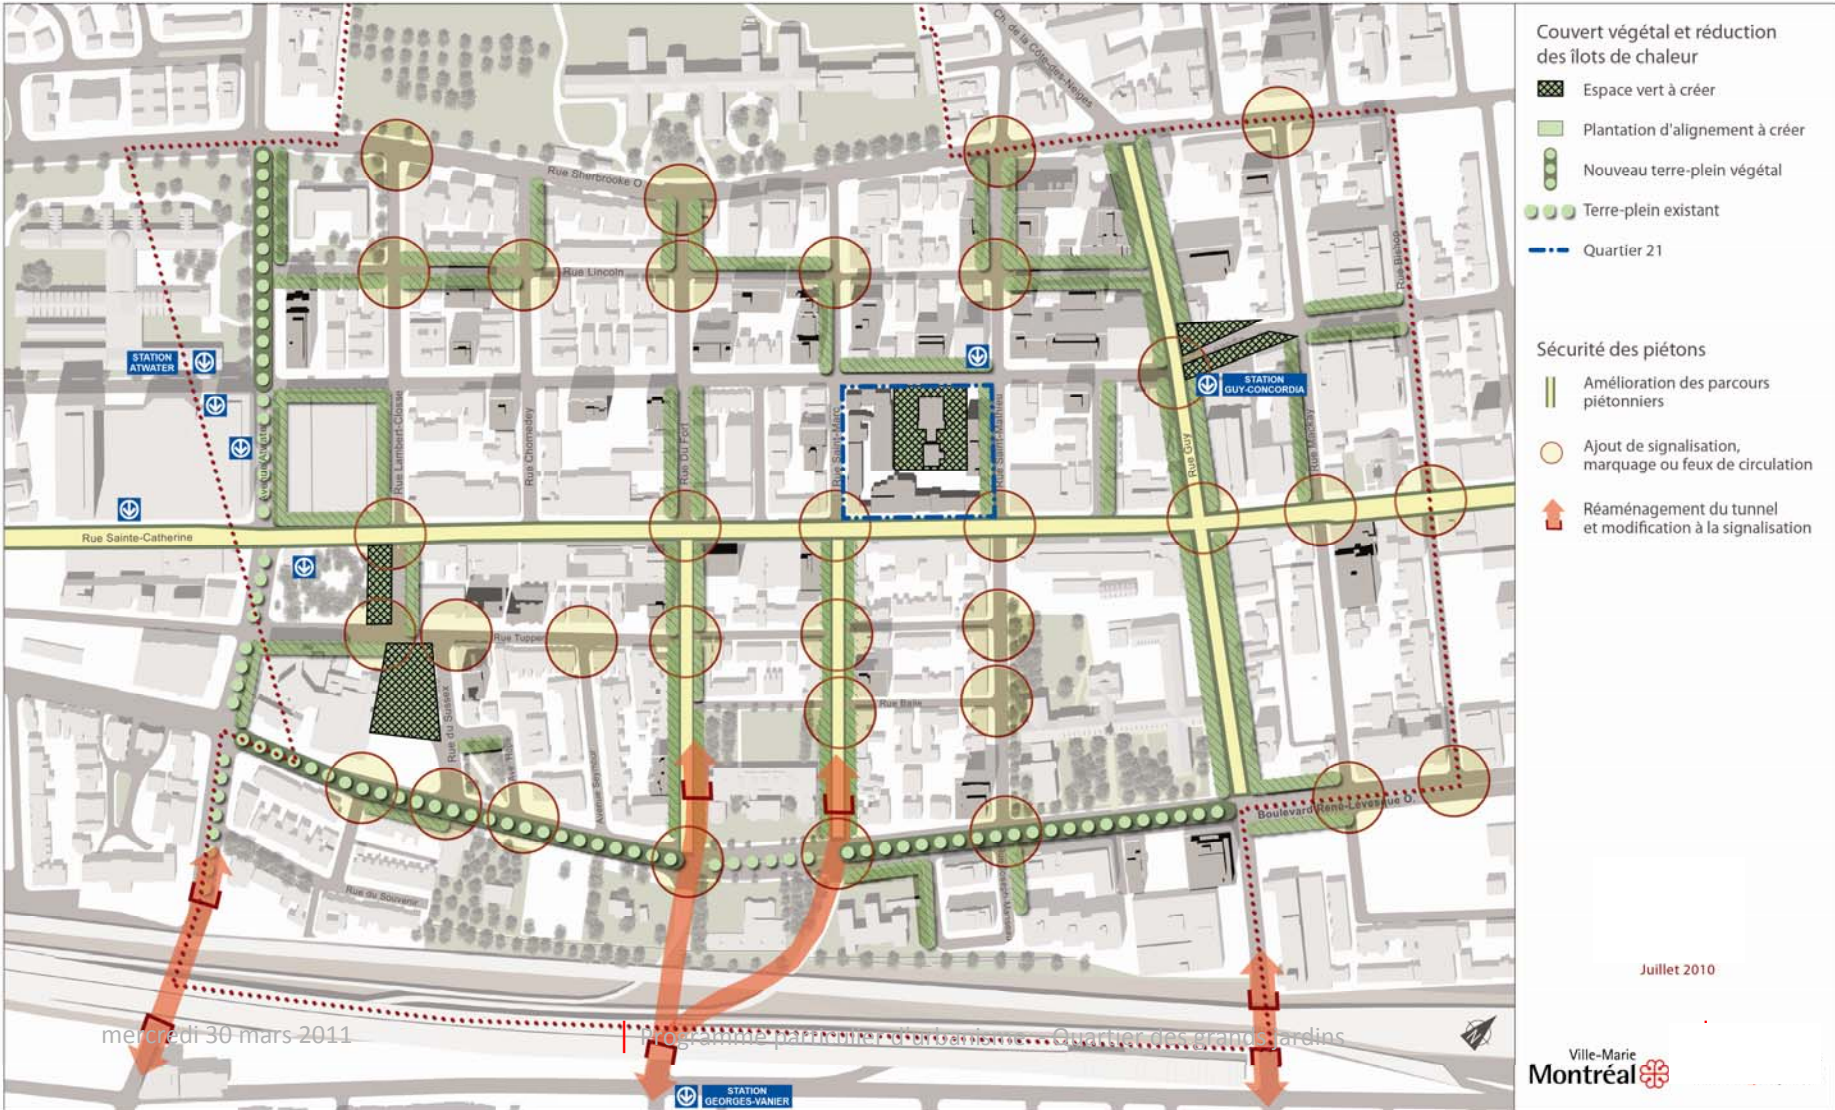 Ch. de la Côte-des-Neiges
Rue Sherbrooke O.
Rue Lincoln
Rue Bishop
STATION
ATWATER
STATION
GUY-CONCORDIA
Avenue Atwater
Rue Lambert-Closse
Rue Chomedey
Rue Du Fort
Rue Saint-Marc
Rue Saint-Mathieu
Rue Guy
Rue Mackay
Rue Sainte-Catherine
Rue Tupper
Rue du Sussex
Avenue Seymour
Rue Baile
Boulevard René-Lévesque O.
Rue du Souvenir
mercredi 30 mars 2011
Programme particulier d'urbanisme - Quartier des grands jardins
STATION
GEORGES-VANIER
Couvert végétal et réduction
des îlots de chaleur
Espace vert à créer
Plantation d'alignement à créer
Nouveau terre-plein végétal
Terre-plein existant
Quartier 21
Sécurité des piétons
Amélioration des parcours
piétonniers
Ajout de signalisation,
marquage ou feux de circulation
Réaménagement du tunnel
et modification à la signalisation
Juillet 2010
Ville-Marie
Montréal